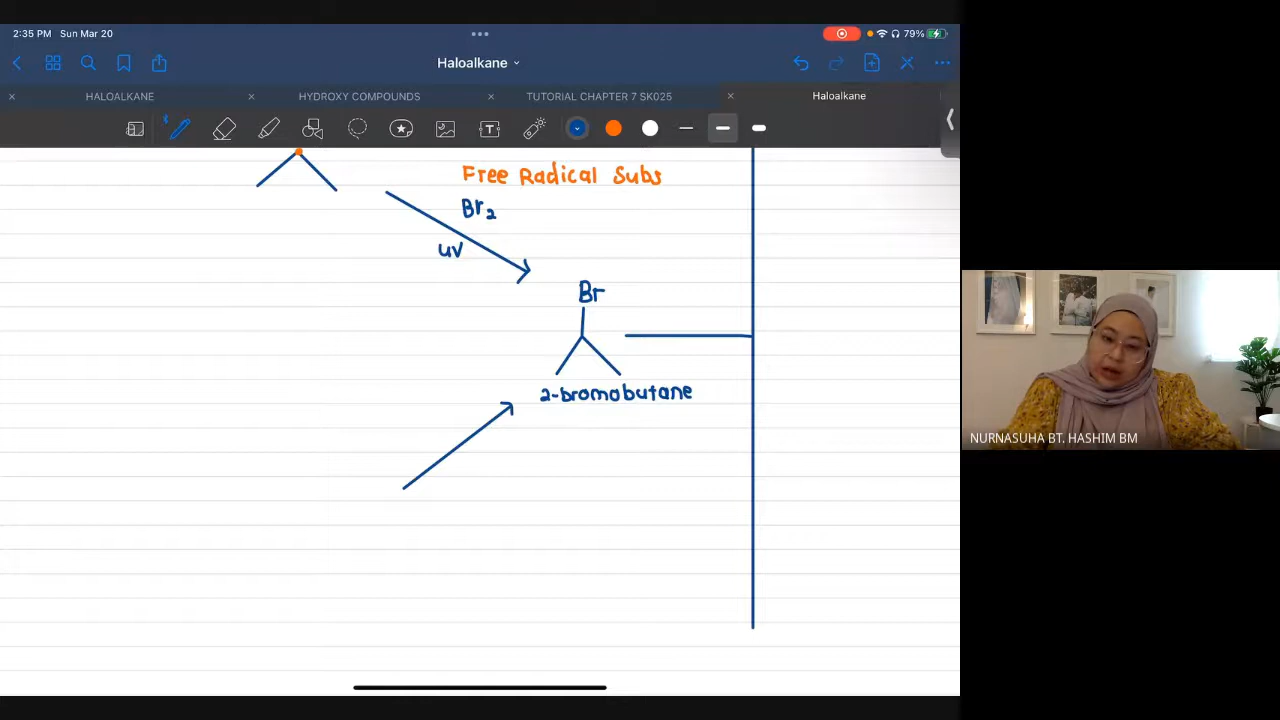 2:35 PM Sun Mar 20
79%
Haloalkane
HALOALKANE
HYDROXY COMPOUNDS
TUTORIAL CHAPTER 7 SK025
Haloalkane
T
Free Radical Subs
Br2
uv
Br
2-bromobutane
NURNASUHA BT. HASHIM BM